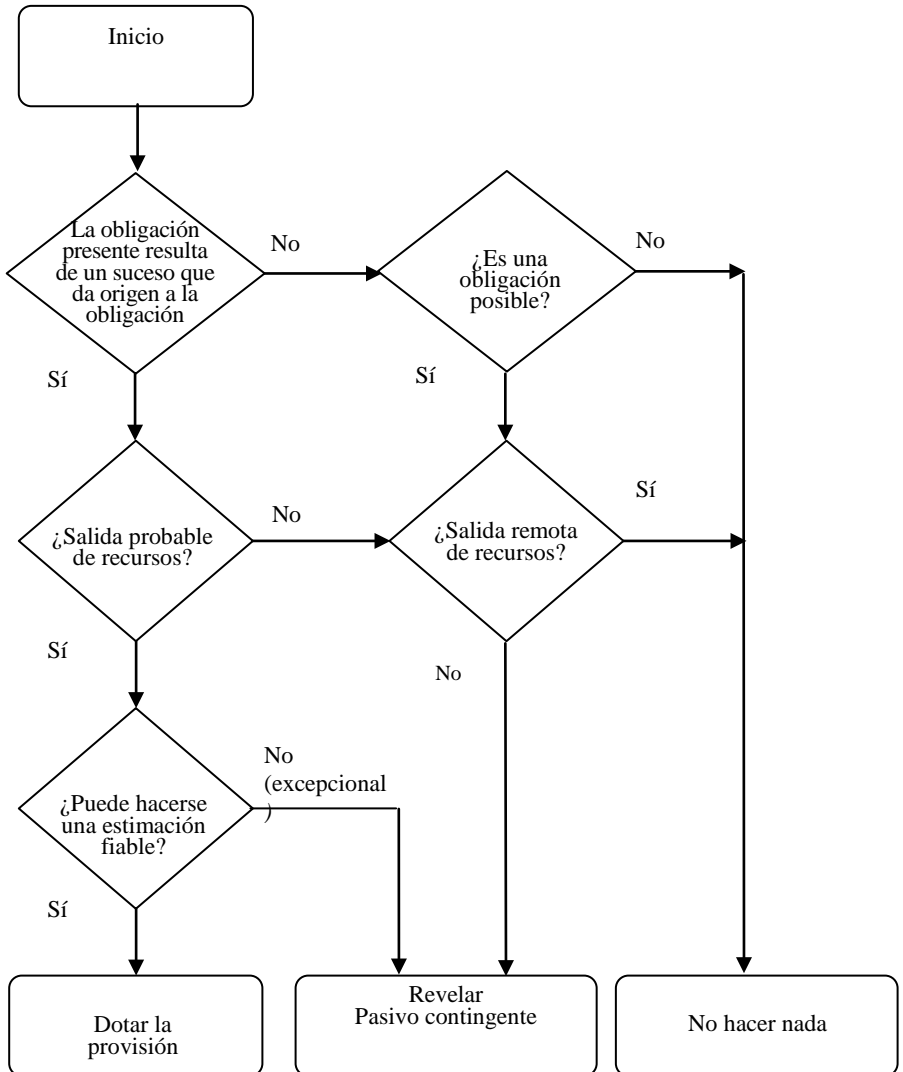 Inicio
La obligación
presente resulta
de un suceso que
da origen a la
obligación
No
¿Es una
obligación
posible?
No
Sí
Sí
¿Salida probable
de recursos?
No
¿Salida remota
de recursos?
Sí
Sí
No
¿Puede hacerse
una estimación
fiable?
No
(excepcional
)
Sí
Dotar la
provisión
Revelar
Pasivo contingente
No hacer nada